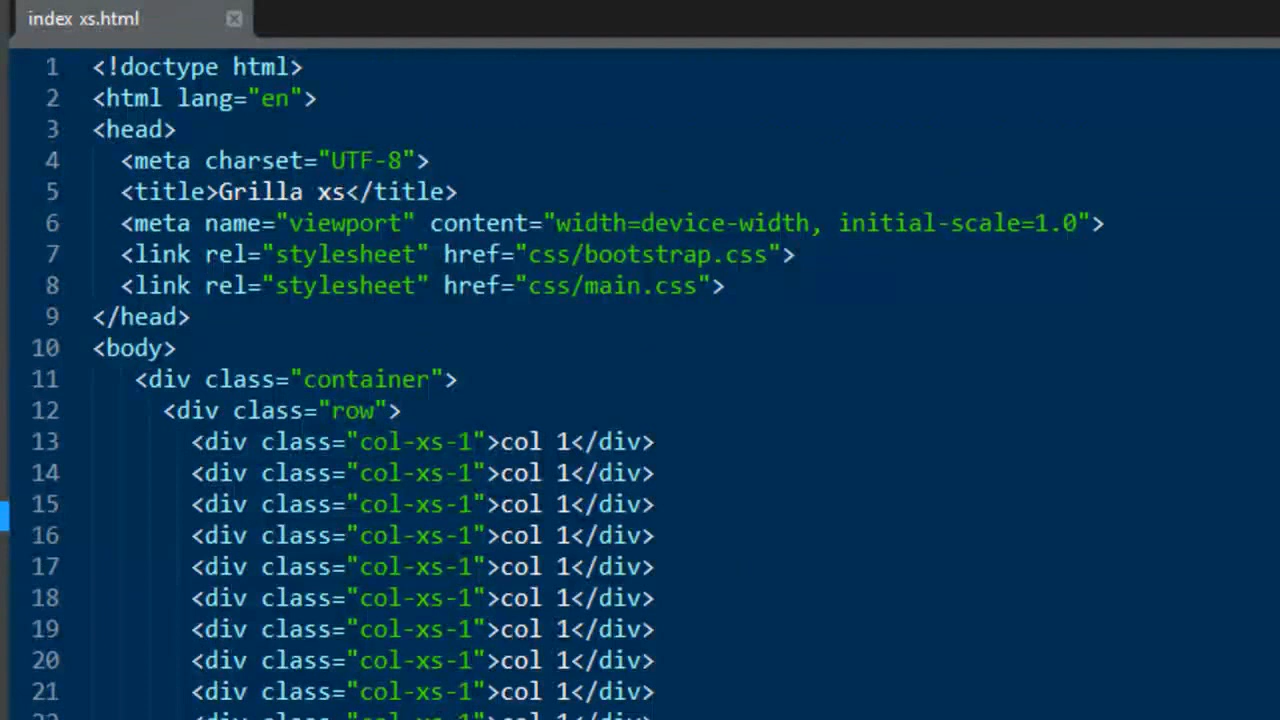 index xs.html
1 <!doctype html>
2 <html lang="en">
3 <head>
4 <meta charset="UTF-8">
5 <title>Grilla xs</title>
6 <meta name="viewport" content="width=device-width, initial-scale=1.0">
7 <link rel="stylesheet" href="css/bootstrap.css">
8 <link rel="stylesheet" href="css/main.css">
9 </head>
10 <body>
11 <div class="container">
12 <div class="row">
13 <div class="col-xs-1">col 1</div>
14 <div class="col-xs-1">col 1</div>
15 <div class="col-xs-1">col 1</div>
16 <div class="col-xs-1">col 1</div>
17 <div class="col-xs-1">col 1</div>
18 <div class="col-xs-1">col 1</div>
19 <div class="col-xs-1">col 1</div>
20 <div class="col-xs-1">col 1</div>
21 <div class="col-xs-1">col 1</div>